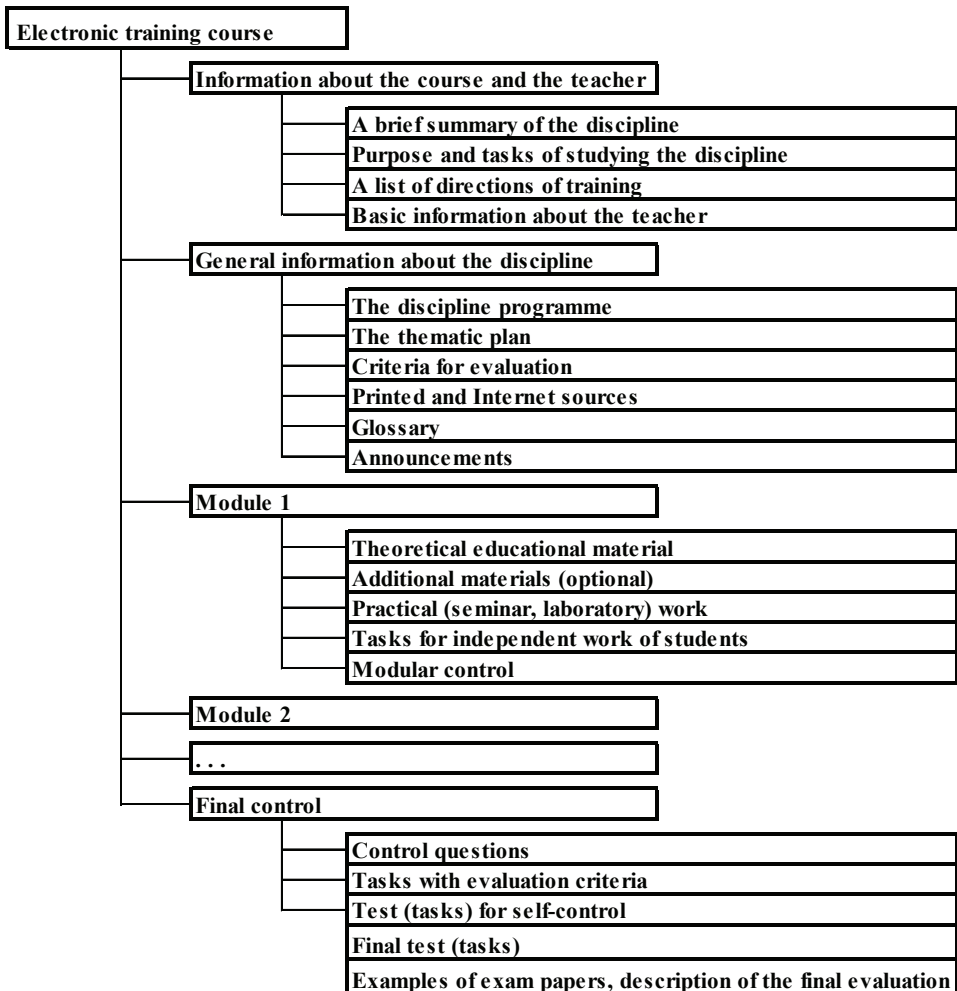 Electronic training course
Information about the course and the teacher
A brief summary of the discipline
Purpose and tasks of studying the discipline
A list of directions of training
Basic information about the teacher
General information about the discipline
The discipline programme
The thematic plan
Criteria for evaluation
Printed and Internet sources
Glossary
Announcements
Module 1
Theoretical educational material
Additional materials (optional)
Practical (seminar, laboratory) work
Tasks for independent work of students
Modular control
Module 2
. . .
Final control
Control questions
Tasks with evaluation criteria
Test (tasks) for self-control
Final test (tasks)
Examples of exam papers, description of the final evaluation